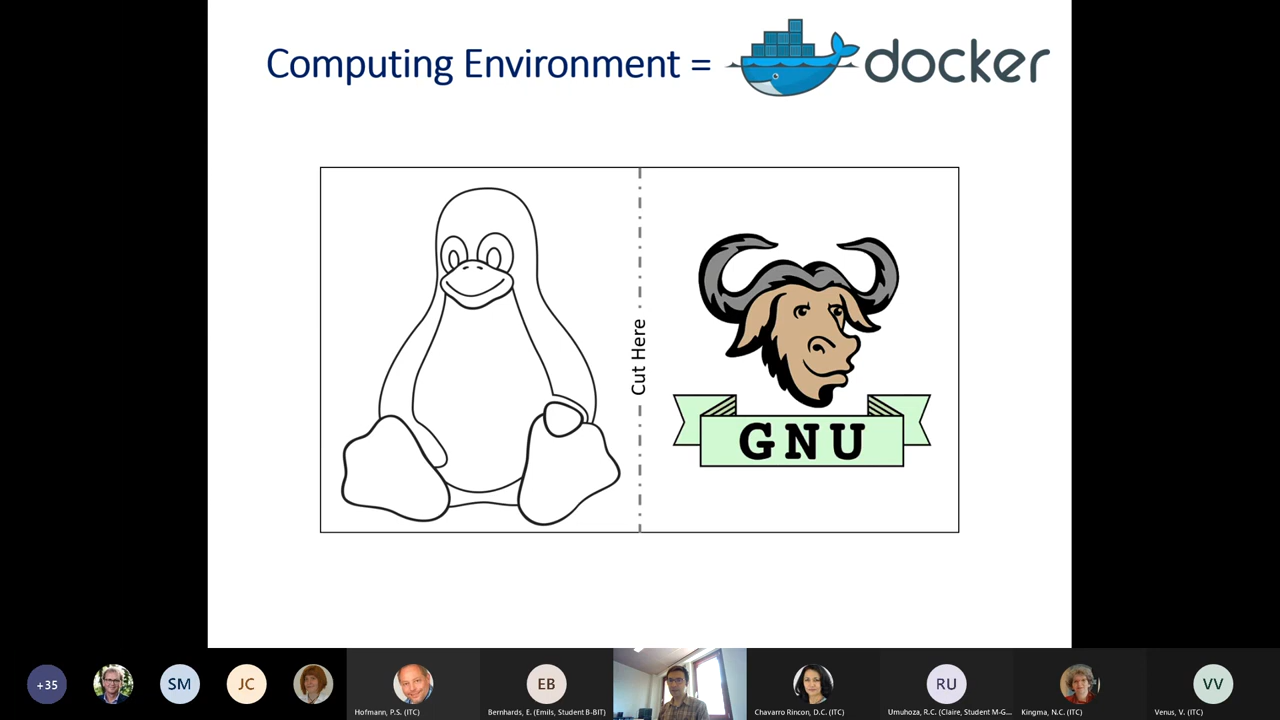 Computing Environment = docker
Cut Here
GNU
+35
SM
JC
Hofmann, P.S. (ITC)
EB
Bernhards, E. (Emils, Student B-BIT)
Chavarro Rincon, D.C. (ITC)
RU
Umuhoza, R.C. (Claire, Student M-G...
Kingma, N.C. (ITC)
VV
Venus, V. (ITC)